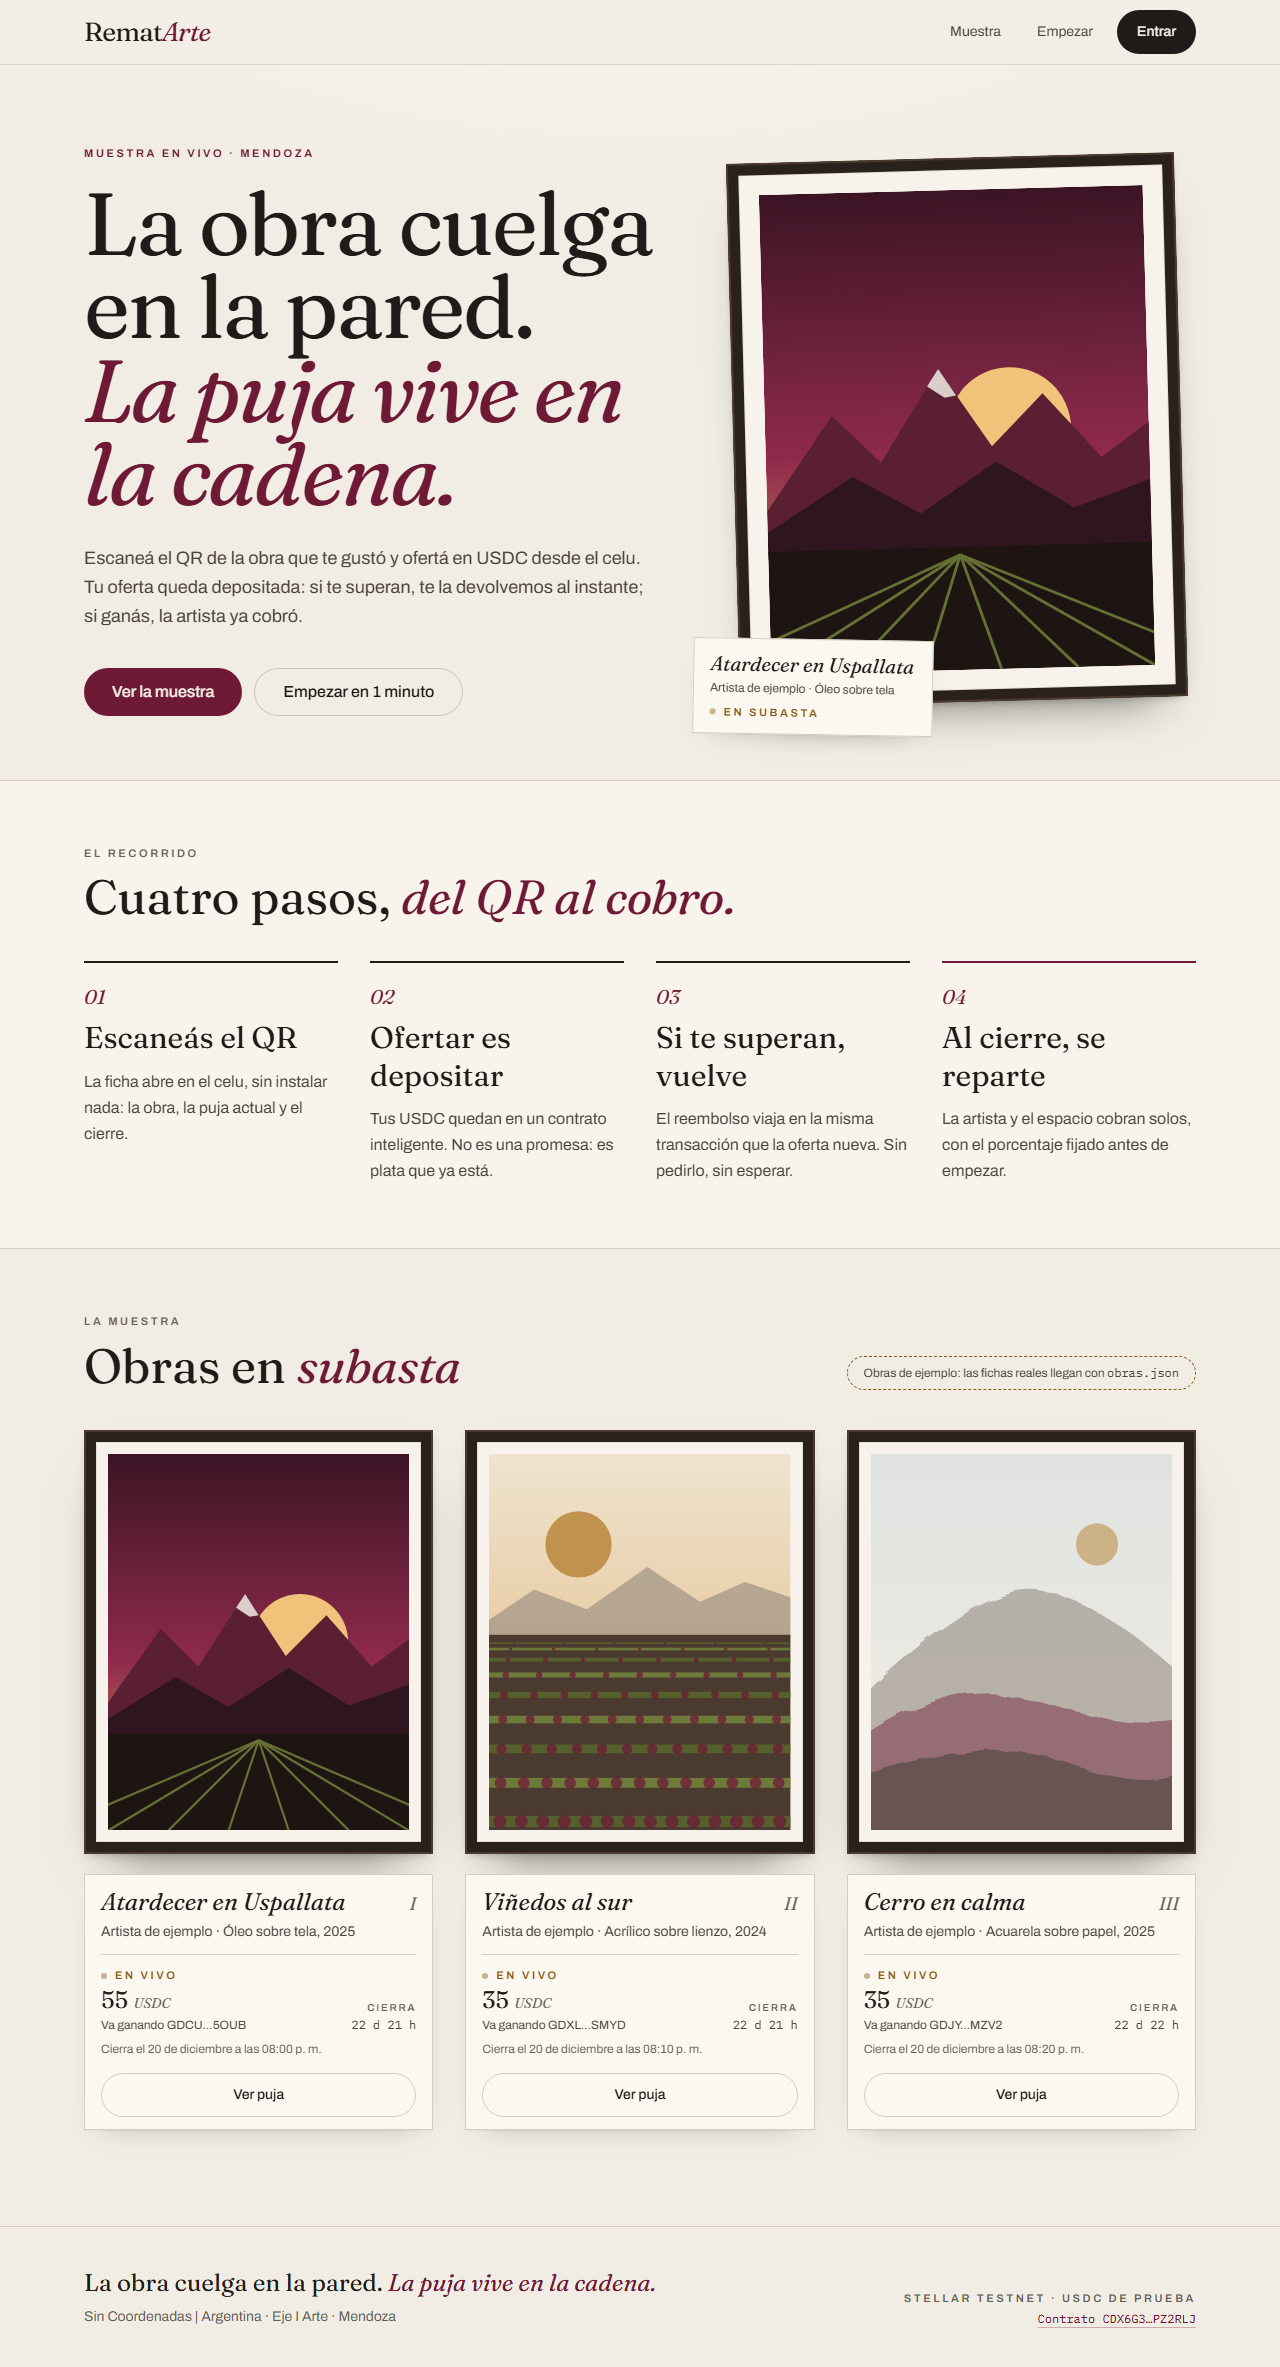 RematArte
Muestra
Empezar
Entrar
MUESTRA EN VIVO · MENDOZA
La obra cuelga
en la pared.
La puja vive en
la cadena.
Escaneá el QR de la obra que te gustó y ofertá en USDC desde el celu.
Tu oferta queda depositada: si te superan, te la devolvemos al instante;
si ganás, la artista ya cobró.
Ver la muestra
Empezar en 1 minuto
Atardecer en Uspallata
Artista de ejemplo · Óleo sobre tela
EN SUBASTA
EL RECORRIDO
Cuatro pasos, del QR al cobro.
01
Escaneás el QR
La ficha abre en el celu, sin instalar
nada: la obra, la puja actual y el
cierre.
02
Ofertar es
depositar
Tus USDC quedan en un contrato
inteligente. No es una promesa: es
plata que ya está.
03
Si te superan,
vuelve
El reembolso viaja en la misma
transacción que la oferta nueva. Sin
pedirlo, sin esperar.
04
Al cierre, se
reparte
La artista y el espacio cobran solos,
con el porcentaje fijado antes de
empezar.
LA MUESTRA
Obras en subasta
Obras de ejemplo: las fichas reales llegan con obras.json
Atardecer en Uspallata I
Artista de ejemplo · Óleo sobre tela, 2025
EN VIVO
55 USDC
CIERRA
Va ganando GDCU…5OUB
22 d 21 h
Cierra el 20 de diciembre a las 08:00 p. m.
Ver puja
Viñedos al sur II
Artista de ejemplo · Acrílico sobre lienzo, 2024
EN VIVO
35 USDC
CIERRA
Va ganando GDXL…SMYD
22 d 21 h
Cierra el 20 de diciembre a las 08:10 p. m.
Ver puja
Cerro en calma III
Artista de ejemplo · Acuarela sobre papel, 2025
EN VIVO
35 USDC
CIERRA
Va ganando GDJY…MZV2
22 d 22 h
Cierra el 20 de diciembre a las 08:20 p. m.
Ver puja
La obra cuelga en la pared. La puja vive en la cadena.
Sin Coordenadas | Argentina · Eje I Arte · Mendoza
STELLAR TESTNET · USDC DE PRUEBA
Contrato CDX6G3…PZ2RLJ